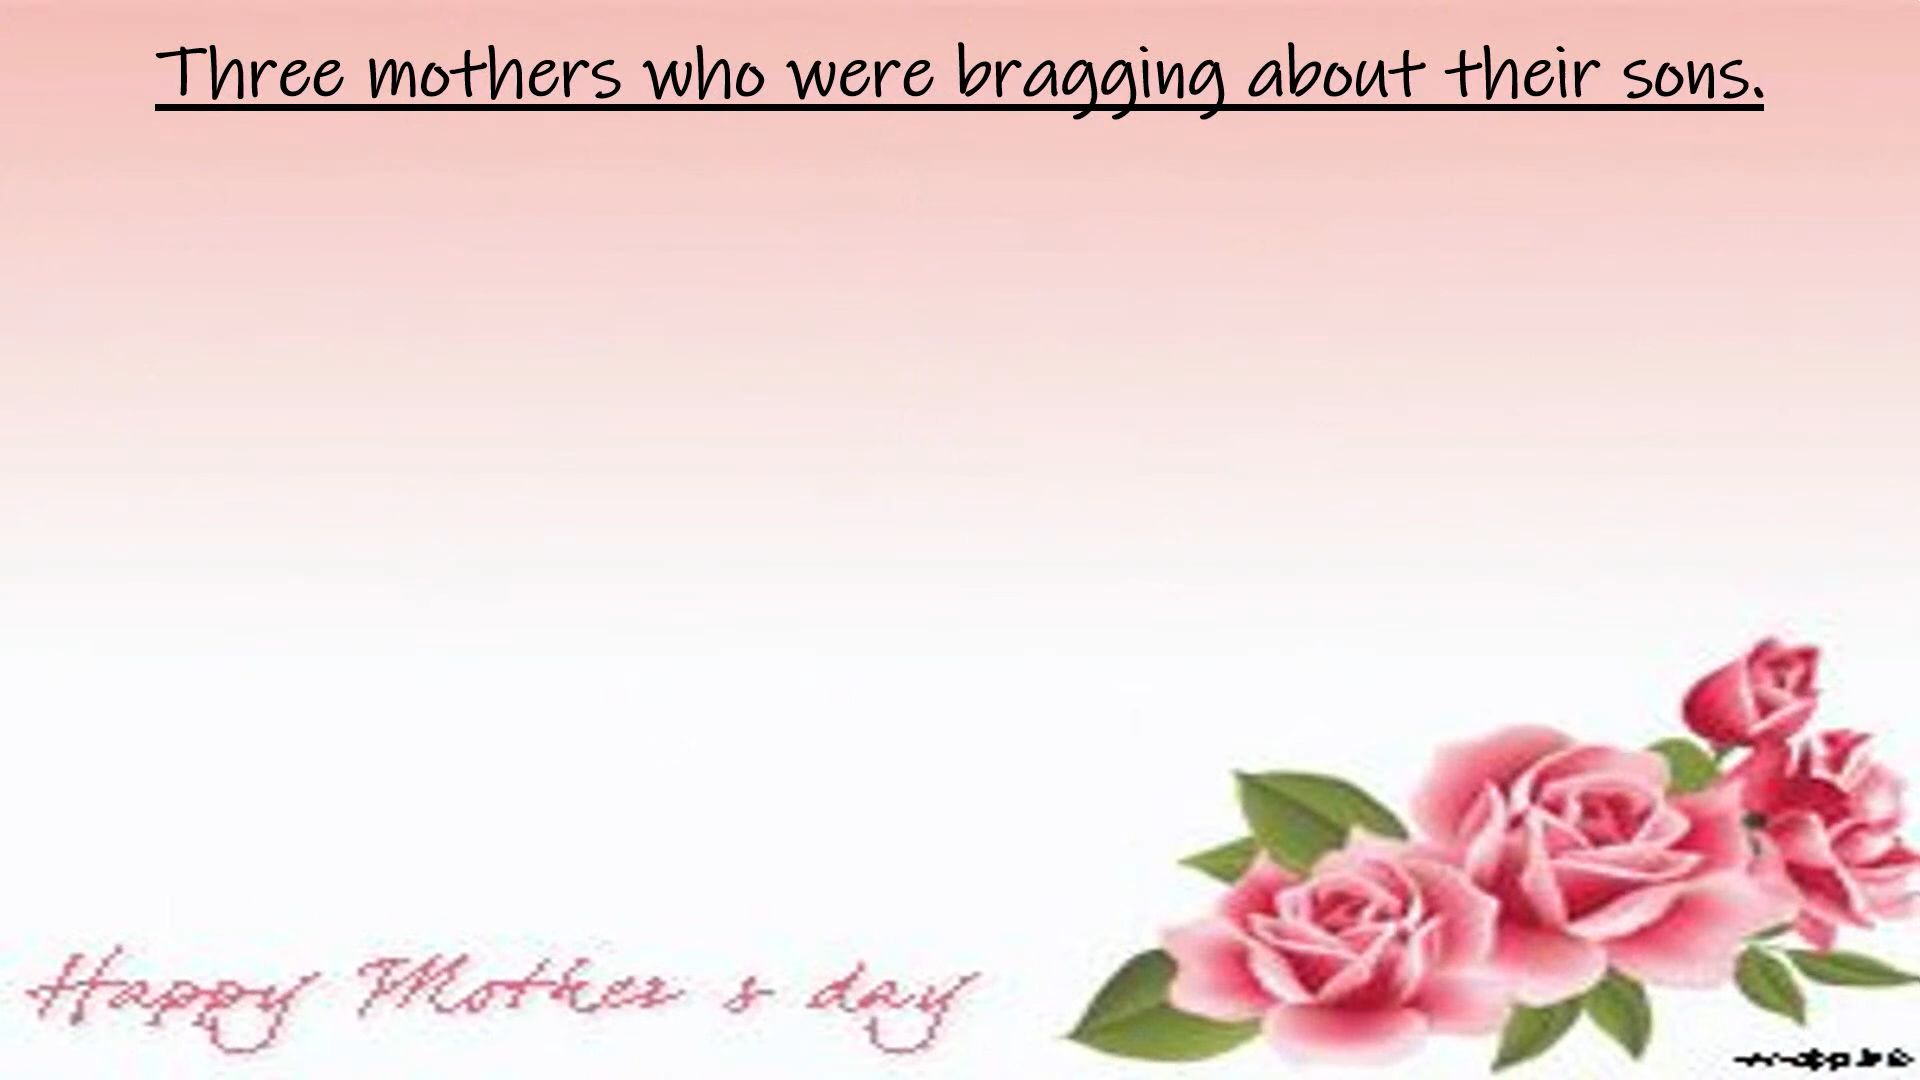 Three mothers who were bragging about their sons.
Happy Mother s day